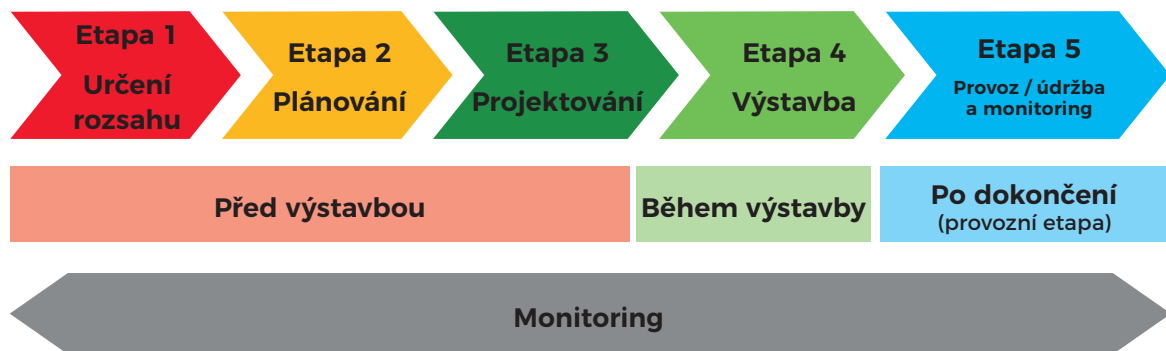 Etapa 1
Určení
rozsahu
Etapa 2
Plánování
Etapa 3
Projektování
Etapa 4
Výstavba
Etapa 5
Provoz / údržba
a monitoring
Před výstavbou
Během výstavby
Po dokončení
(provozní etapa)
Monitoring